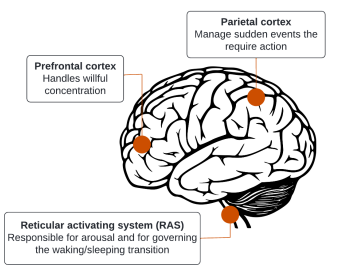 Parietal cortex
Manage sudden events the
require action
Prefrontal cortex
Handles willful
concentration
Reticular activating system (RAS)
Responsible for arousal and for governing
the waking/sleeping transition